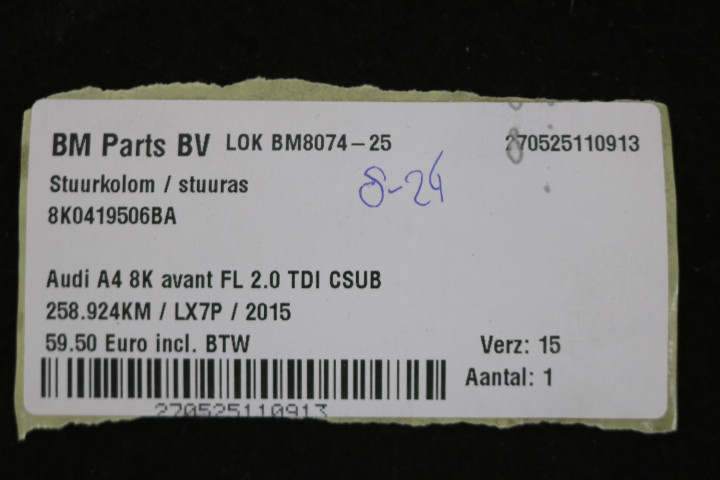 BM Parts BV LOK BM8074-25 270525110913
Stuurkolom / stuuras
8-24
8K0419506BA
Audi A4 8K avant FL 2.0 TDI CSUB
258.924KM / LX7P / 2015
59.50 Euro incl. BTW Verz: 15
Aantal: 1
270525110913